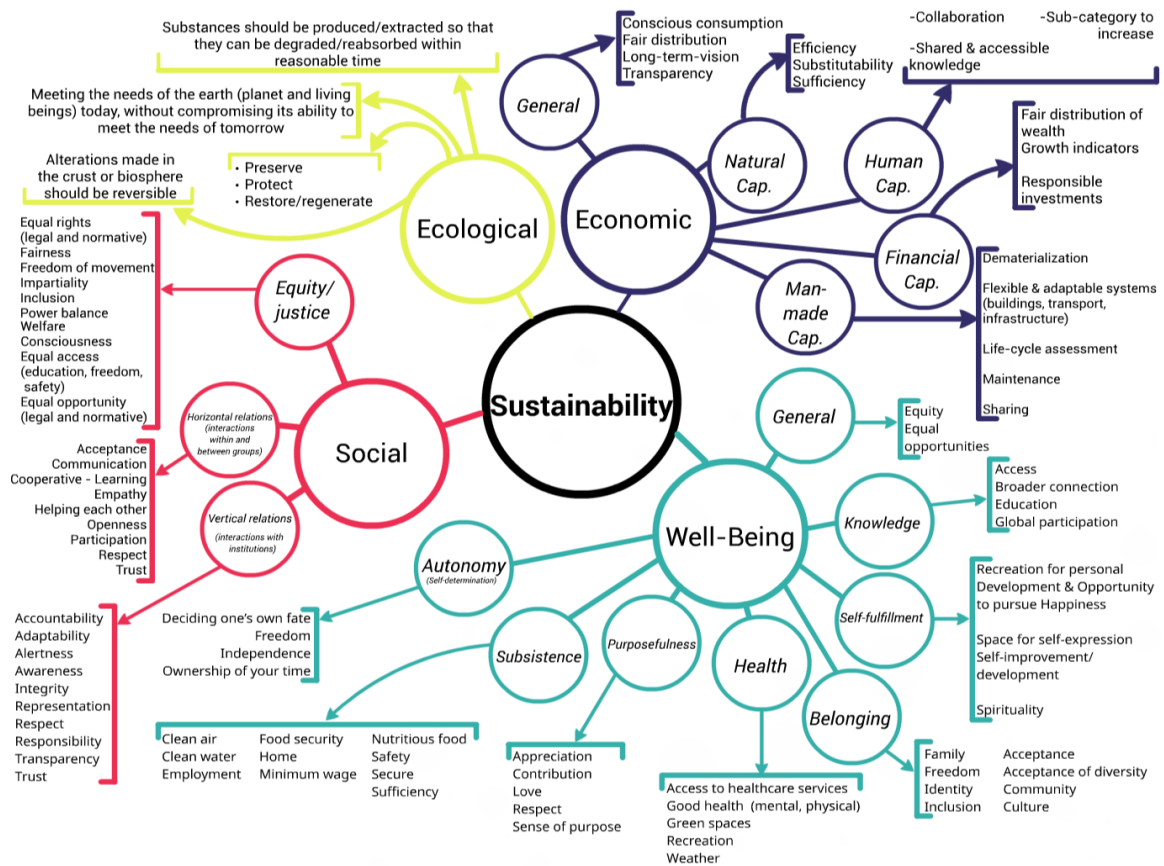 Substances should be produced/extracted so that
they can be degraded/reabsorbed within
reasonable time
Meeting the needs of the earth (planet and living
beings) today, without compromising its ability to
meet the needs of tomorrow
Alterations made in
the crust or biosphere
should be reversible
• Preserve
• Protect
• Restore/regenerate
Ecological
Conscious consumption
Fair distribution
Long-term-vision
Transparency
General
Efficiency
Substitutability
Sufficiency
Natural
Cap.
-Collaboration
-Sub-category to
increase
-Shared & accessible
knowledge
Human
Cap.
Fair distribution of
wealth
Growth indicators
Responsible
investments
Financial
Cap.
Economic
Man-
made
Cap.
Dematerialization
Flexible & adaptable systems
(buildings, transport,
infrastructure)
Life-cycle assessment
Maintenance
Sharing
Sustainability
Equal rights
(legal and normative)
Fairness
Freedom of movement
Impartiality
Inclusion
Power balance
Welfare
Consciousness
Equal access
(education, freedom,
safety)
Equal opportunity
(legal and normative)
Equity/
justice
Horizontal relations
(interactions
within and
between groups)
Social
Acceptance
Communication
Cooperative - Learning
Empathy
Helping each other
Openness
Participation
Respect
Trust
Vertical relations
(interactions with
institutions)
Accountability
Adaptability
Alertness
Awareness
Integrity
Representation
Respect
Responsibility
Transparency
Trust
Well-Being
General
Equity
Equal
opportunities
Knowledge
Access
Broader connection
Education
Global participation
Self-fulfillment
Recreation for personal
Development & Opportunity
to pursue Happiness
Space for self-expression
Self-improvement/
development
Spirituality
Belonging
Family
Freedom
Identity
Inclusion
Acceptance
Acceptance of diversity
Community
Culture
Health
Access to healthcare services
Good health (mental, physical)
Green spaces
Recreation
Weather
Purposefulness
Appreciation
Contribution
Love
Respect
Sense of purpose
Subsistence
Clean air
Clean water
Employment
Food security
Home
Minimum wage
Nutritious food
Safety
Secure
Sufficiency
Autonomy
(Self-determination)
Deciding one's own fate
Freedom
Independence
Ownership of your time